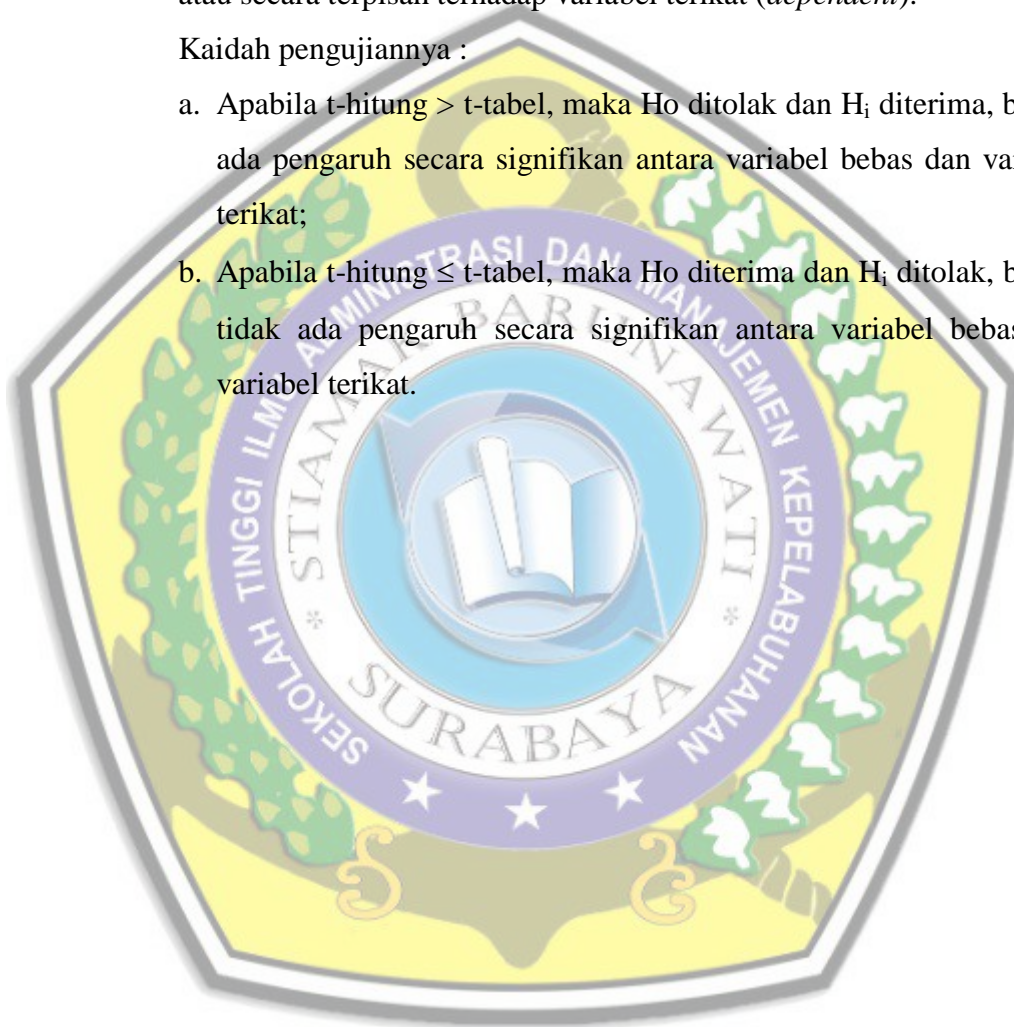 atau secara terpisah terhadap variabel terikat (dependent).
Kaidah pengujiannya :
a. Apabila t-hitung > t-tabel, maka Ho ditolak dan Hi diterima, b
ada pengaruh secara signifikan antara variabel bebas dan va
terikat;
b. Apabila t-hitung ≤ t-tabel, maka Ho diterima dan Hi ditolak, b
tidak ada pengaruh secara signifikan antara variabel bebas
variabel terikat.
SEKOLAH TINGGI ILMU ADMINISTRASI DAN MANAJEMEN KEPELABUHANAN
STIAMAK BARUNAWATI
* SURABAYA *